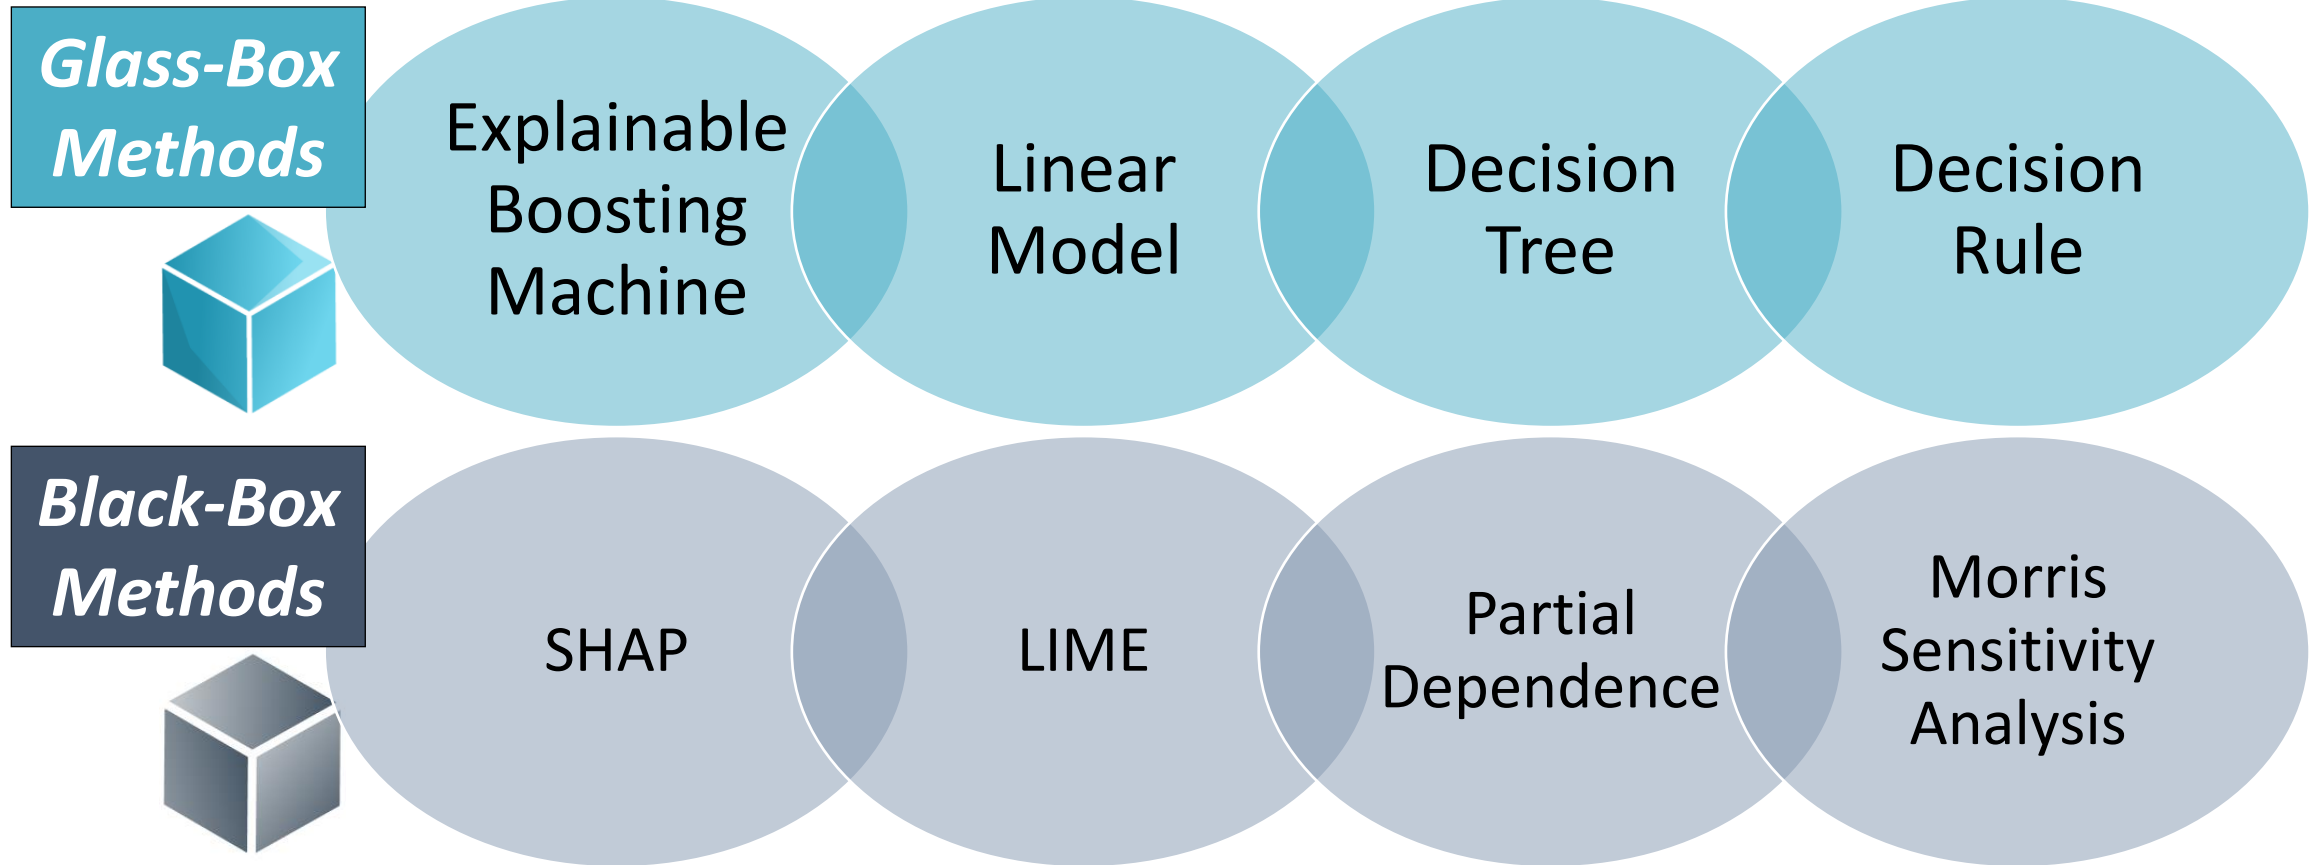 Glass-Box
Methods
Explainable
Boosting
Machine
Linear
Model
Decision
Tree
Decision
Rule
Black-Box
Methods
SHAP
LIME
Partial
Dependence
Morris
Sensitivity
Analysis